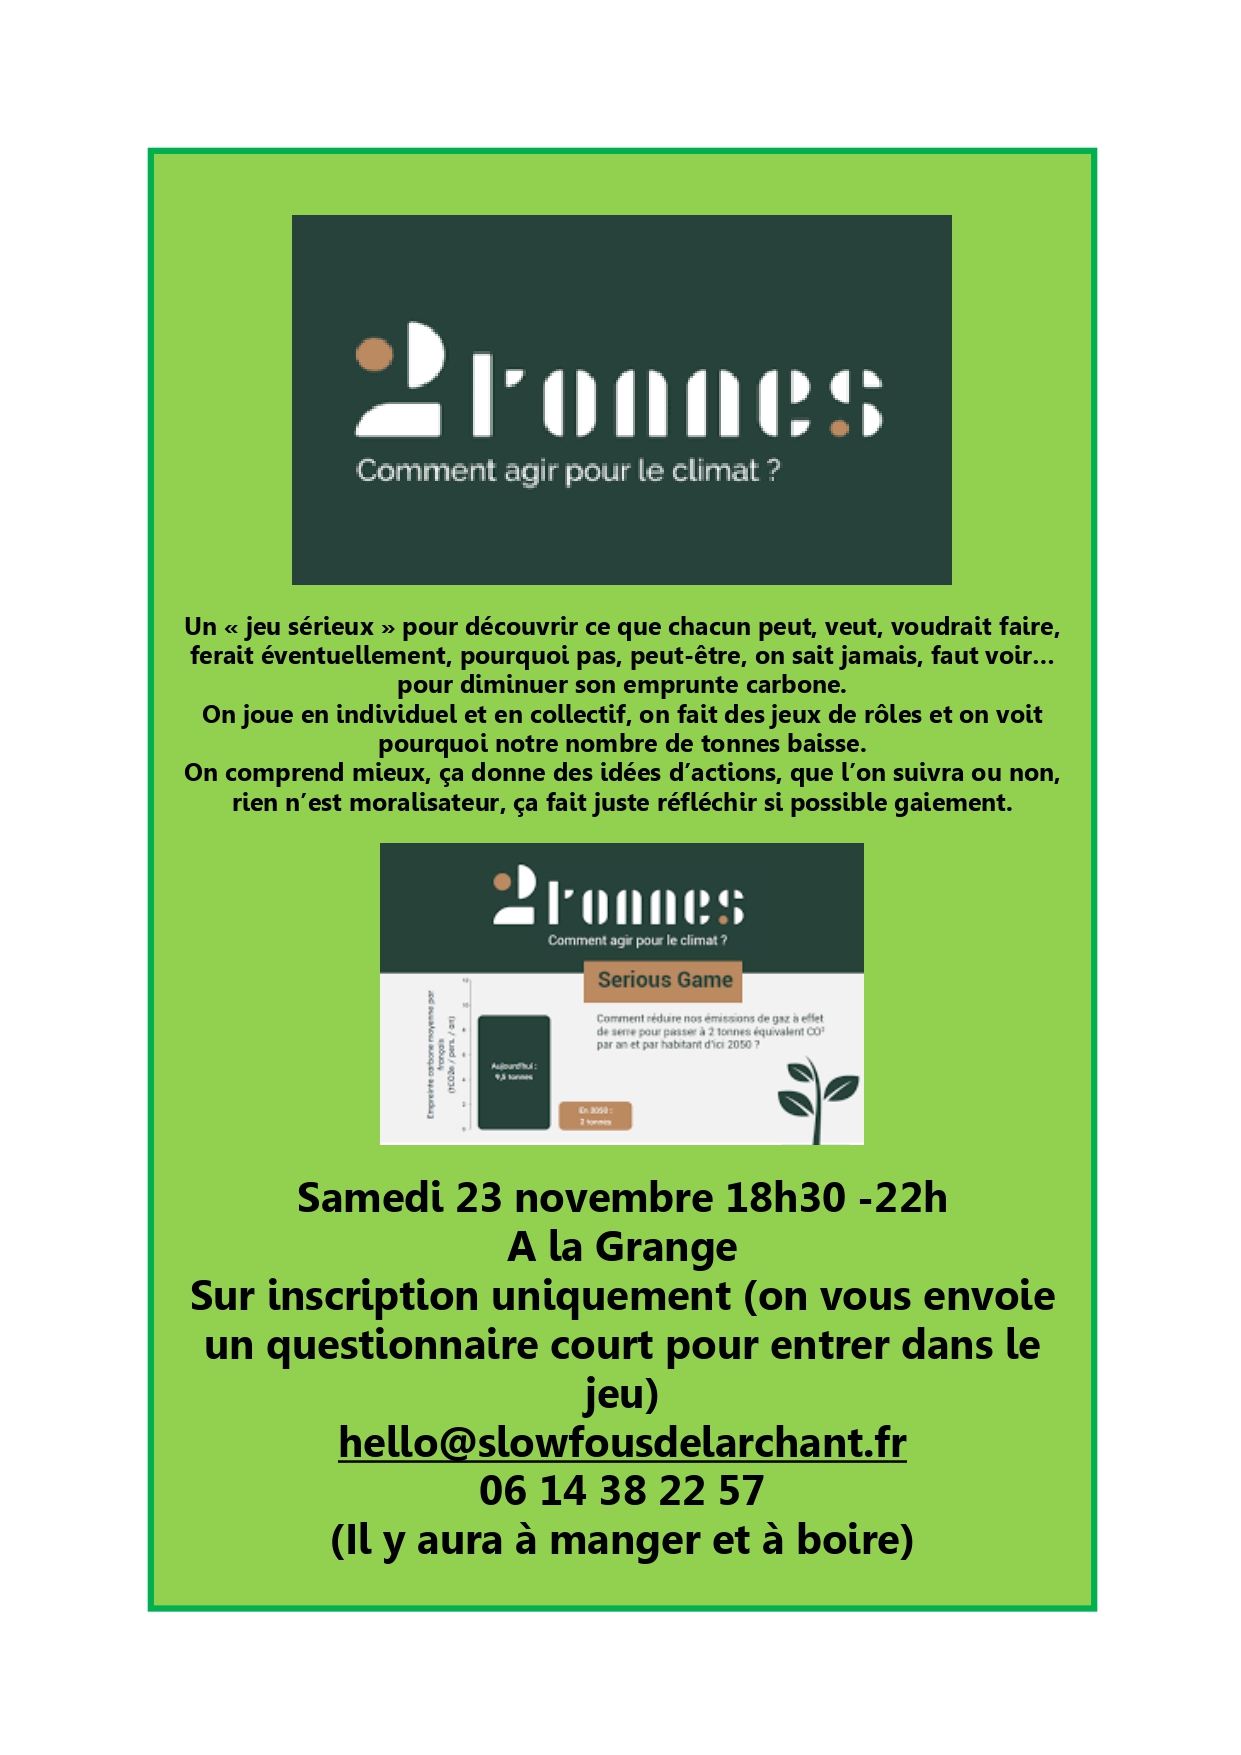 2tonnes
Comment agir pour le climat ?
Un « jeu sérieux » pour découvrir ce que chacun peut, veut, voudrait faire,
ferait éventuellement, pourquoi pas, peut-être, on sait jamais, faut voir…
pour diminuer son emprunte carbone.
On joue en individuel et en collectif, on fait des jeux de rôles et on voit
pourquoi notre nombre de tonnes baisse.
On comprend mieux, ça donne des idées d’actions, que l’on suivra ou non,
rien n’est moralisateur, ça fait juste réfléchir si possible gaiement.
2tonnes
Comment agir pour le climat ?
Serious Game
Comment réduire nos émissions de gaz à effet
de serre pour passer à 2 tonnes équivalent CO²
par an et par habitant d'ici 2050 ?
Empreinte carbone moyenne par
français
(tCO2e / pers. / an)
12
10
8
6
4
2
0
Aujourd'hui :
9,5 tonnes
En 2050 :
2 tonnes
Samedi 23 novembre 18h30 -22h
A la Grange
Sur inscription uniquement (on vous envoie
un questionnaire court pour entrer dans le
jeu)
hello@slowfousdelarchant.fr
06 14 38 22 57
(Il y aura à manger et à boire)